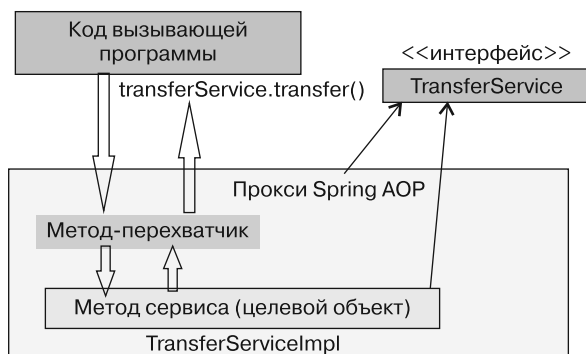 Код вызывающей
программы
<<интерфейс>>
transferService.transfer()
TransferService
Прокси Spring AOP
Метод-перехватчик
Метод сервиса (целевой объект)
TransferServiceImpl